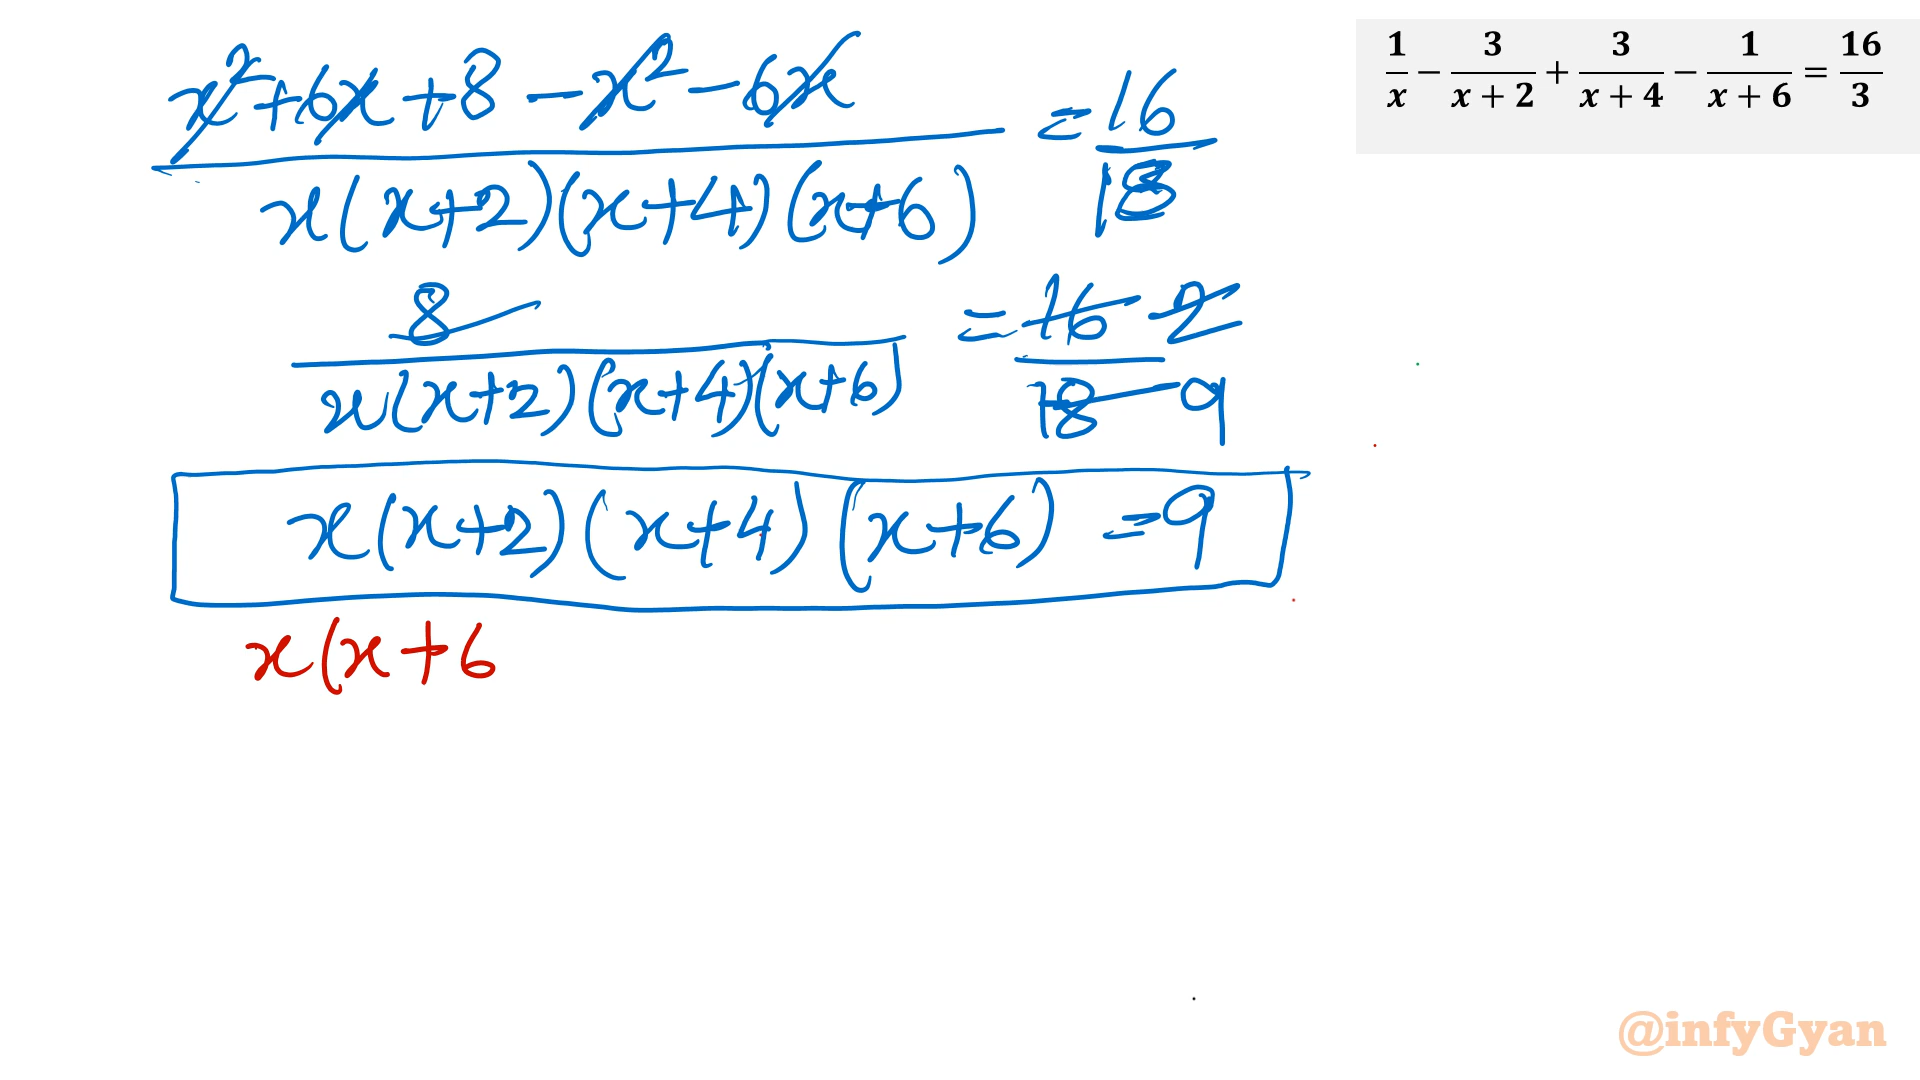 x²+6x+8-x²-6x / x(x+2)(x+4)(x+6) = 16/18
8 / x(x+2)(x+4)(x+6) = 16 2 / 18 9
x(x+2)(x+4)(x+6) =9
x(x+6
1/x − 3/(x + 2) + 3/(x + 4) − 1/(x + 6) = 16/3
@infyGyan